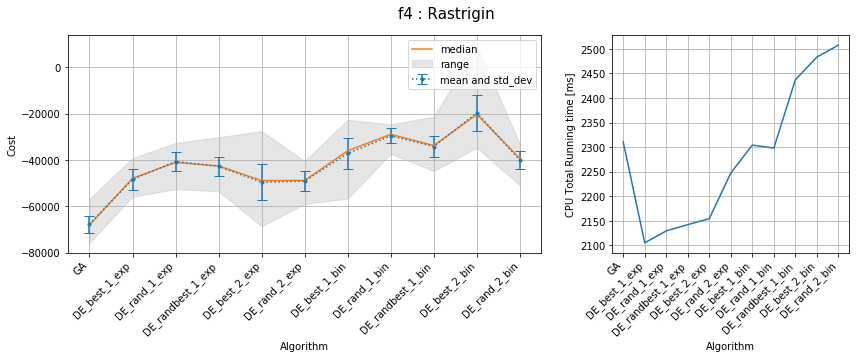 f4 : Rastrigin
Cost
0
−20000
−40000
−60000
−80000
median
range
mean and std_dev
GA
DE_best_1_exp
DE_rand_1_exp
DE_randbest_1_exp
DE_best_2_exp
DE_rand_2_exp
DE_best_1_bin
DE_rand_1_bin
DE_randbest_1_bin
DE_best_2_bin
DE_rand_2_bin
Algorithm
CPU Total Running time [ms]
2500
2450
2400
2350
2300
2250
2200
2150
2100
GA
DE_best_1_exp
DE_rand_1_exp
DE_randbest_1_exp
DE_best_2_exp
DE_rand_2_exp
DE_best_1_bin
DE_rand_1_bin
DE_randbest_1_bin
DE_best_2_bin
DE_rand_2_bin
Algorithm